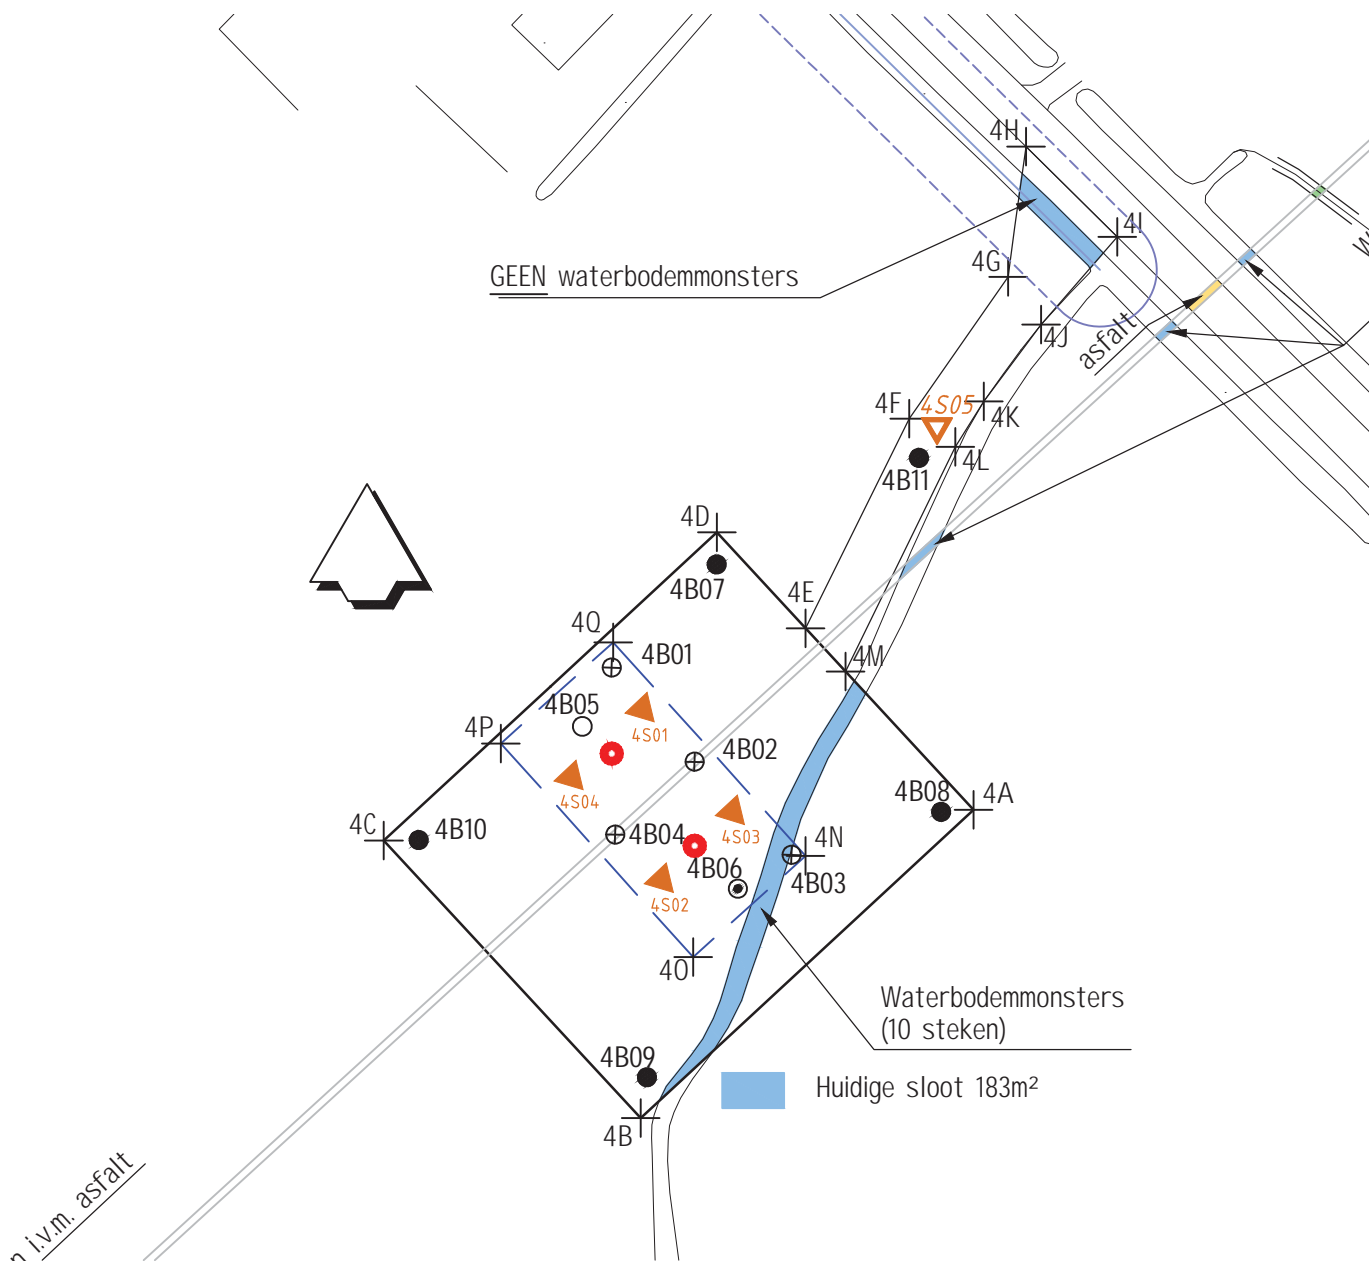 4H
4I
4G
GEEN waterbodemmonsters
4J
asfalt
4F
4S05
4K
4L
4B11
4D
4B07
4E
4Q
4B01
4M
4B05
4P
4S01
4B02
4S04
4B08
4A
4C
4B10
4B04
4S03
4N
4B06
4B03
4S02
4O
Waterbodemmonsters
(10 steken)
4B09
Huidige sloot 183m²
4B
i.v.m. asfalt